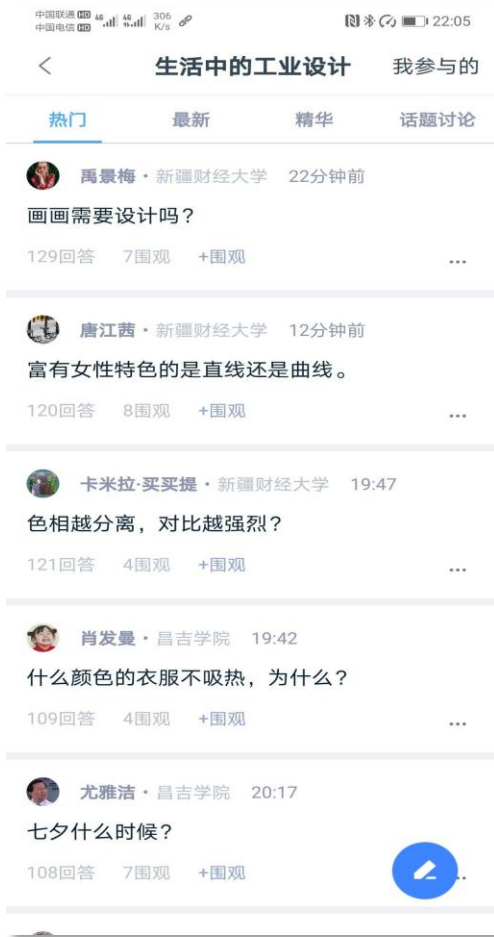 中国联通 HD 4G 4G 306 22:05
中国电信 HD K/s
生活中的工业设计 我参与的
热门 最新 精华 话题讨论
禹景梅·新疆财经大学 22分钟前
画画需要设计吗?
129回答 7围观 +围观 ...
唐江茜·新疆财经大学 12分钟前
富有女性特色的是直线还是曲线。
120回答 8围观 +围观 ...
卡米拉·买买提·新疆财经大学 19:47
色相越分离，对比越强烈?
121回答 4围观 +围观 ...
肖发曼·昌吉学院 19:42
什么颜色的衣服不吸热，为什么?
109回答 4围观 +围观 ...
尤雅洁·昌吉学院 20:17
七夕什么时候?
108回答 7围观 +围观